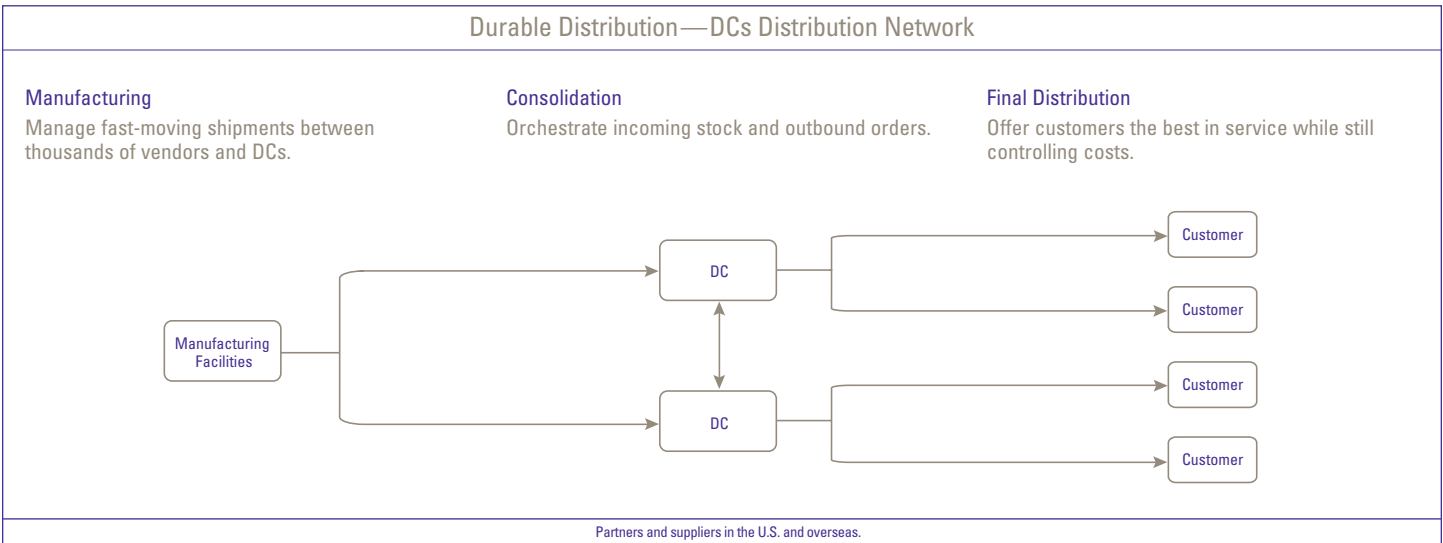 Durable Distribution—DCs Distribution Network
Manufacturing
Manage fast-moving shipments between
thousands of vendors and DCs.
Consolidation
Orchestrate incoming stock and outbound orders.
Final Distribution
Offer customers the best in service while still
controlling costs.
Manufacturing
Facilities
DC
DC
Customer
Customer
Customer
Customer
Partners and suppliers in the U.S. and overseas.